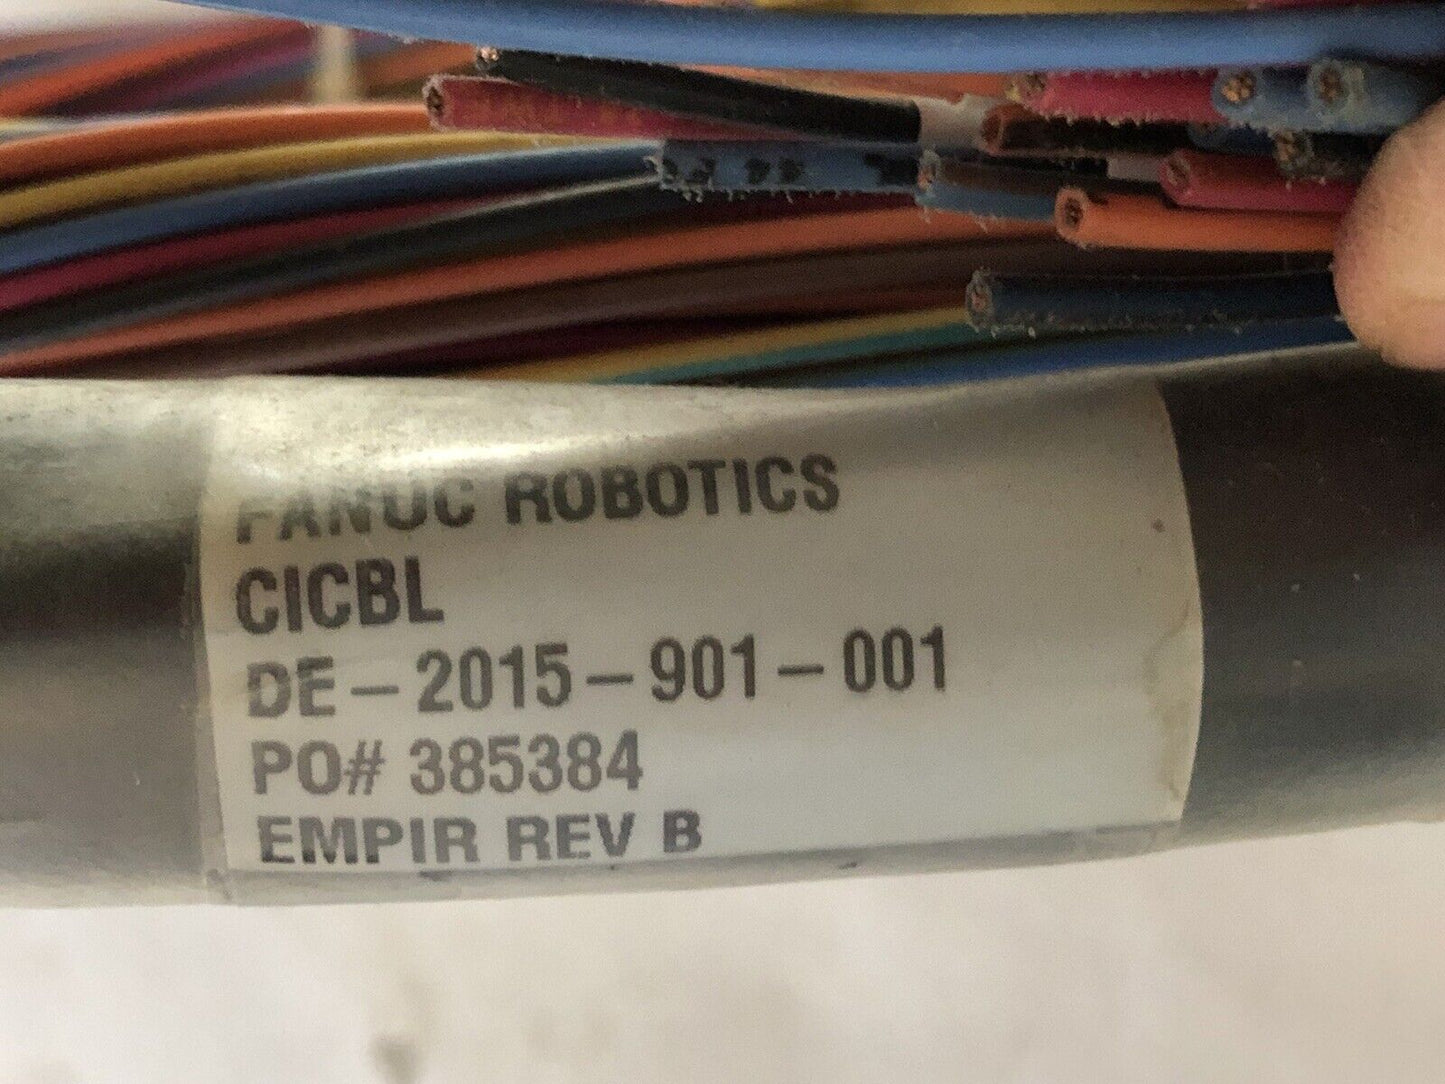 FANUC ROBOTICS
CICBL
DE-2015-901-001
PO# 385384
EMPIR REV B